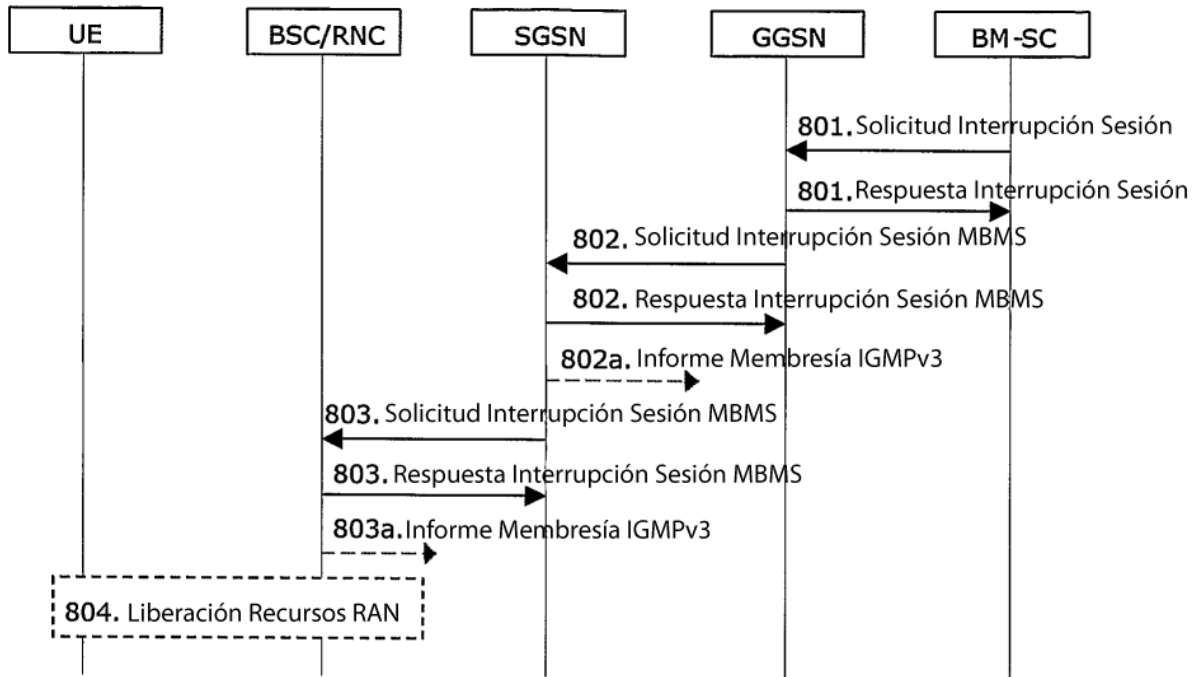 UE
BSC/RNC
SGSN
GGSN
BM-SC
801. Solicitud Interrupción Sesión
801. Respuesta Interrupción Sesión
802. Solicitud Interrupción Sesión MBMS
802. Respuesta Interrupción Sesión MBMS
802a. Informe Membresía IGMPv3
803. Solicitud Interrupción Sesión MBMS
803. Respuesta Interrupción Sesión MBMS
803a. Informe Membresía IGMPv3
804. Liberación Recursos RAN